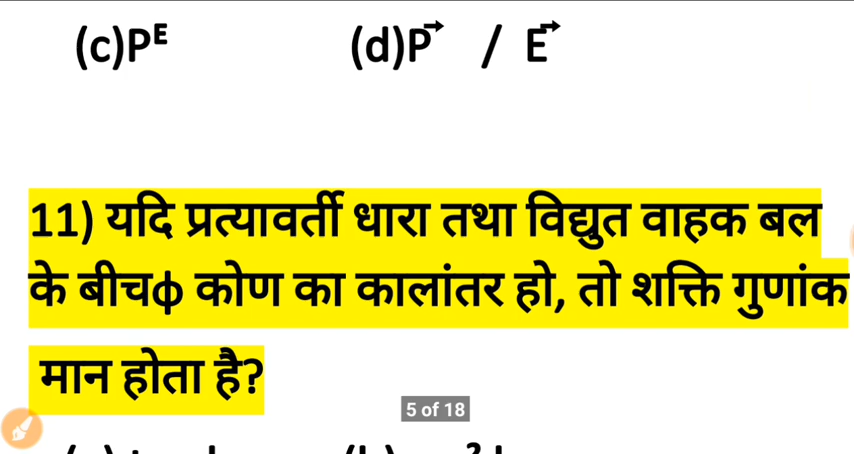 (c)Pᴱ (d)P⃗ / E⃗
11) यदि प्रत्यावर्ती धारा तथा विद्युत वाहक बल
के बीचϕ कोण का कालांतर हो, तो शक्ति गुणांक
मान होता है?
5 of 18